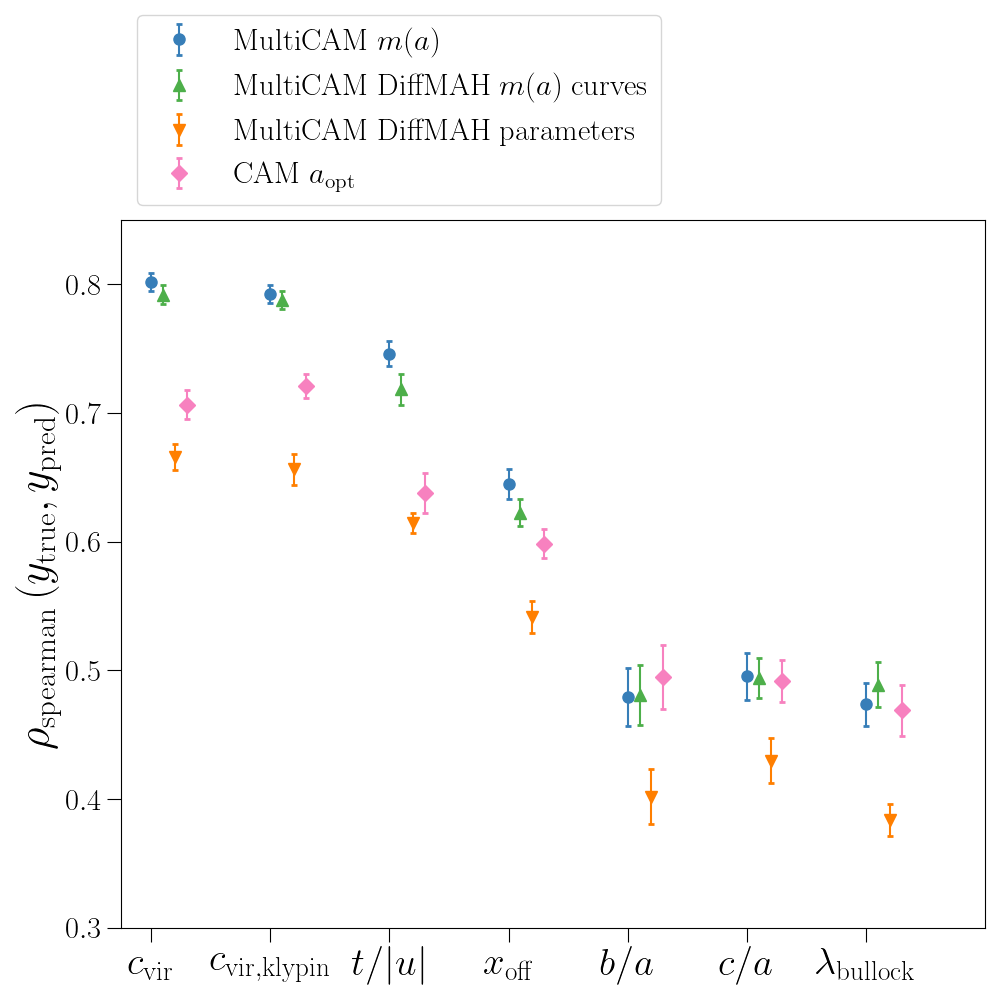 MultiCAM m(a)
MultiCAM DiffMAH m(a) curves
MultiCAM DiffMAH parameters
CAM a_opt
ρ_spearman (y_true, y_pred)
0.8
0.7
0.6
0.5
0.4
0.3
c_vir c_vir,klypin t/|u| x_off b/a c/a λ_bullock